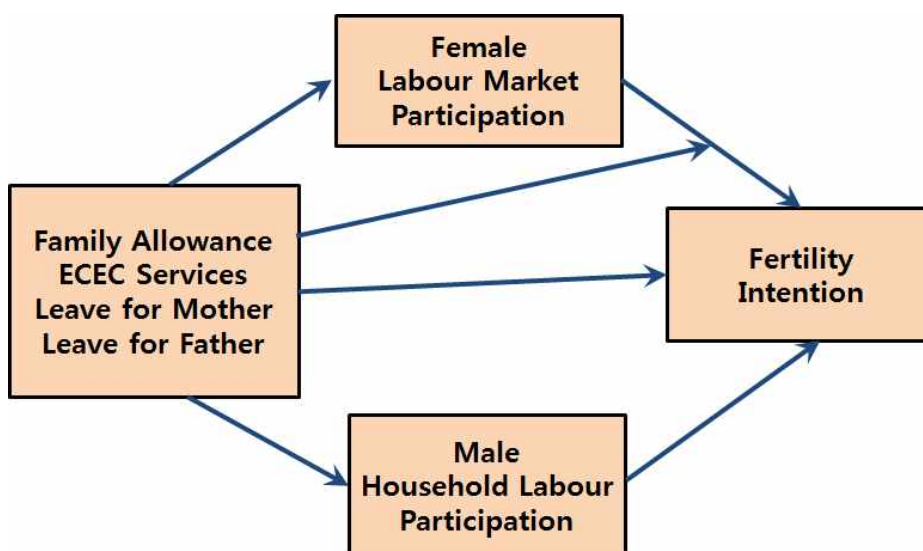 Female
Labour Market
Participation
Family Allowance
ECEC Services
Leave for Mother
Leave for Father
Fertility
Intention
Male
Household Labour
Participation